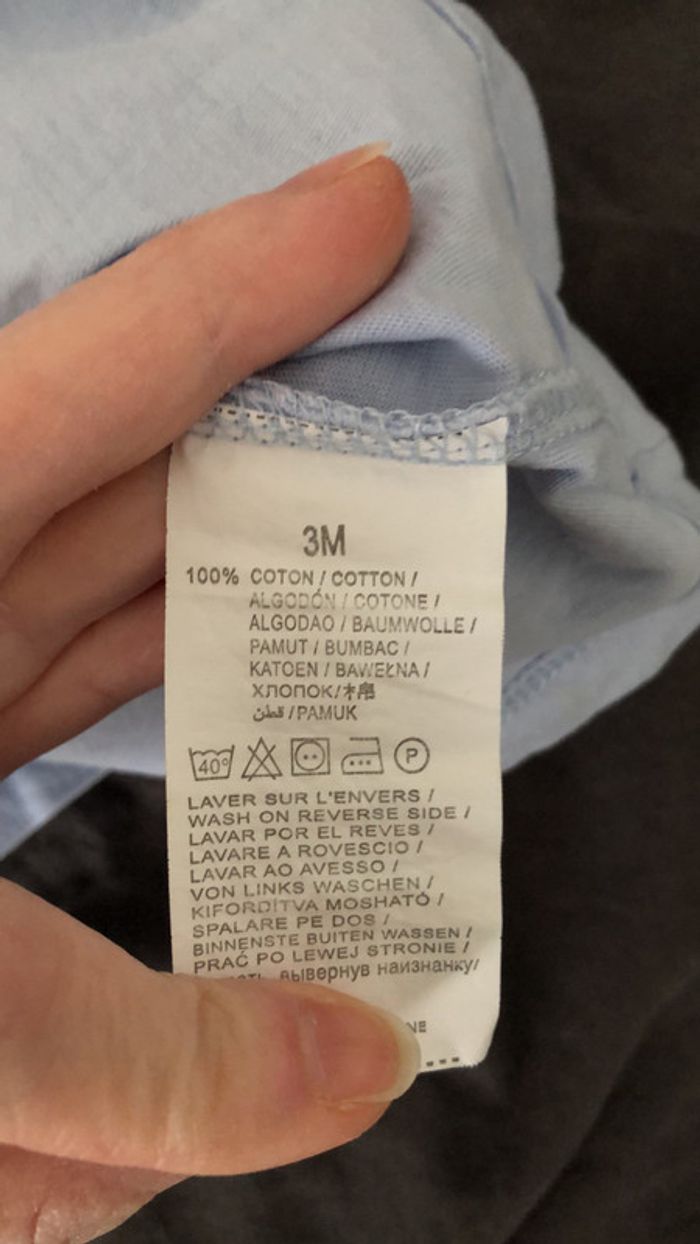 3M
100% COTON / COTTON /
ALGODÓN / COTONE /
ALGODAO / BAUMWOLLE /
PAMUT / BUMBAC /
KATOEN / BAWEŁNA /
ХЛОПОК/棉
قطن /PAMUK
40°
P
LAVER SUR L'ENVERS /
WASH ON REVERSE SIDE /
LAVAR POR EL REVES /
LAVARE A ROVESCIO /
LAVAR AO AVESSO /
VON LINKS WASCHEN /
KIFORDÍTVA MOSHATÓ /
SPALARE PE DOS /
BINNENSTE BUITEN WASSEN /
PRAĆ PO LEWEJ STRONIE /
вывернув наизнанку/